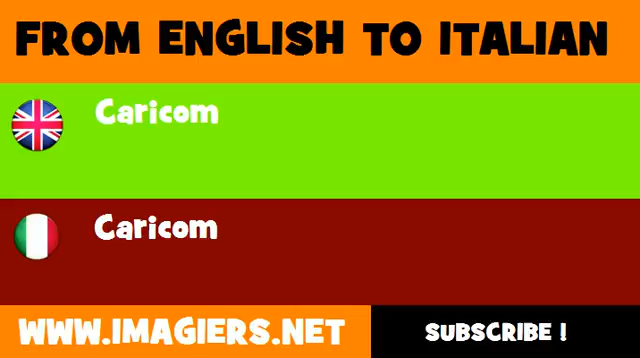 FROM ENGLISH TO ITALIAN
Caricom
Caricom
WWW.IMAGIERS.NET
SUBSCRIBE !